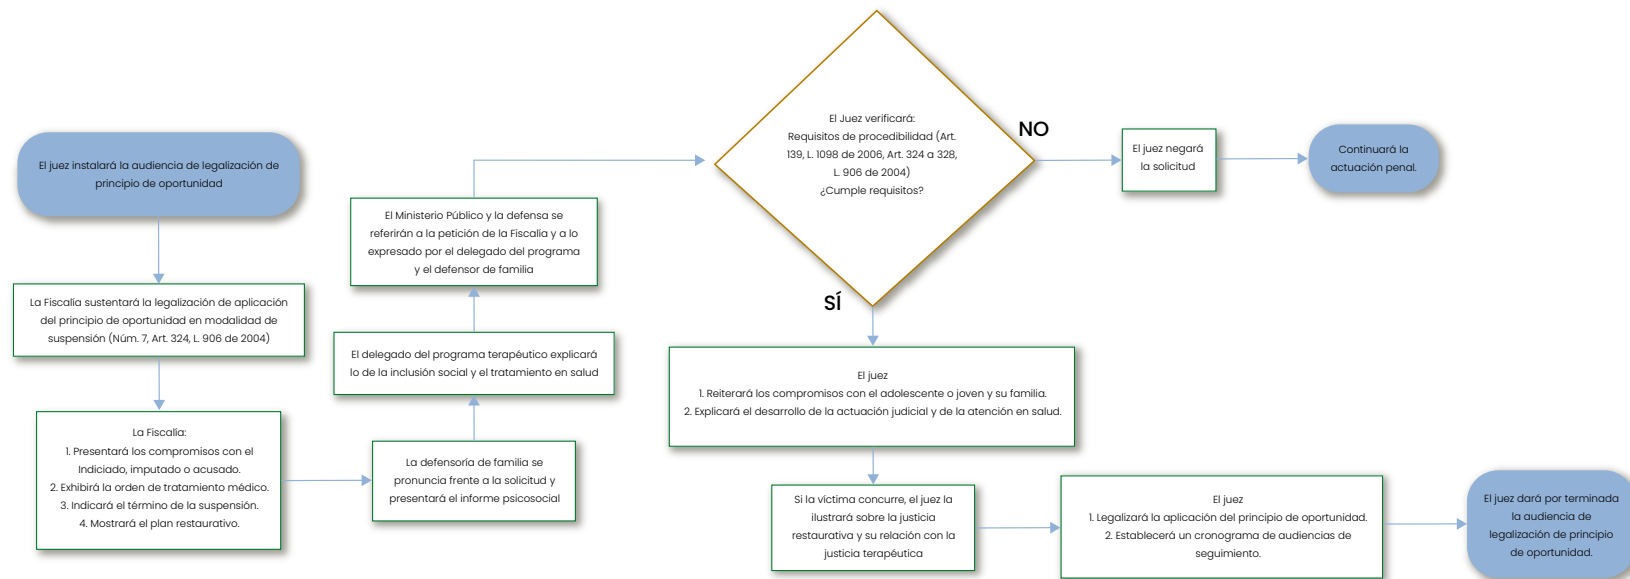 El juez instalará la audiencia de legalización de
principio de oportunidad
La Fiscalía sustentará la legalización de aplicación
del principio de oportunidad en modalidad de
suspensión (Núm. 7, Art. 324, L. 906 de 2004)
La Fiscalía:
1. Presentará los compromisos con el
Indiciado, imputado o acusado.
2. Exhibirá la orden de tratamiento médico.
3. Indicará el término de la suspensión.
4. Mostrará el plan restaurativo.
La defensoría de familia se
pronuncia frente a la solicitud y
presentará el informe psicosocial
El delegado del programa terapéutico explicará
lo de la inclusión social y el tratamiento en salud
El Ministerio Público y la defensa se
referirán a la petición de la Fiscalía y a lo
expresado por el delegado del programa
y el defensor de familia
El Juez verificará:
Requisitos de procedibilidad (Art.
139, L. 1098 de 2006, Art. 324 a 328,
L. 906 de 2004)
¿Cumple requisitos?
NO
El juez negará
la solicitud
Continuará la
actuación penal.
SÍ
El juez
1. Reiterará los compromisos con el adolescente o joven y su familia.
2. Explicará el desarrollo de la actuación judicial y de la atención en salud.
Si la víctima concurre, el juez la
ilustrará sobre la justicia
restaurativa y su relación con la
justicia terapéutica
El juez
1. Legalizará la aplicación del principio de oportunidad.
2. Establecerá un cronograma de audiencias de
seguimiento.
El juez dará por terminada
la audiencia de
legalización de principio
de oportunidad.